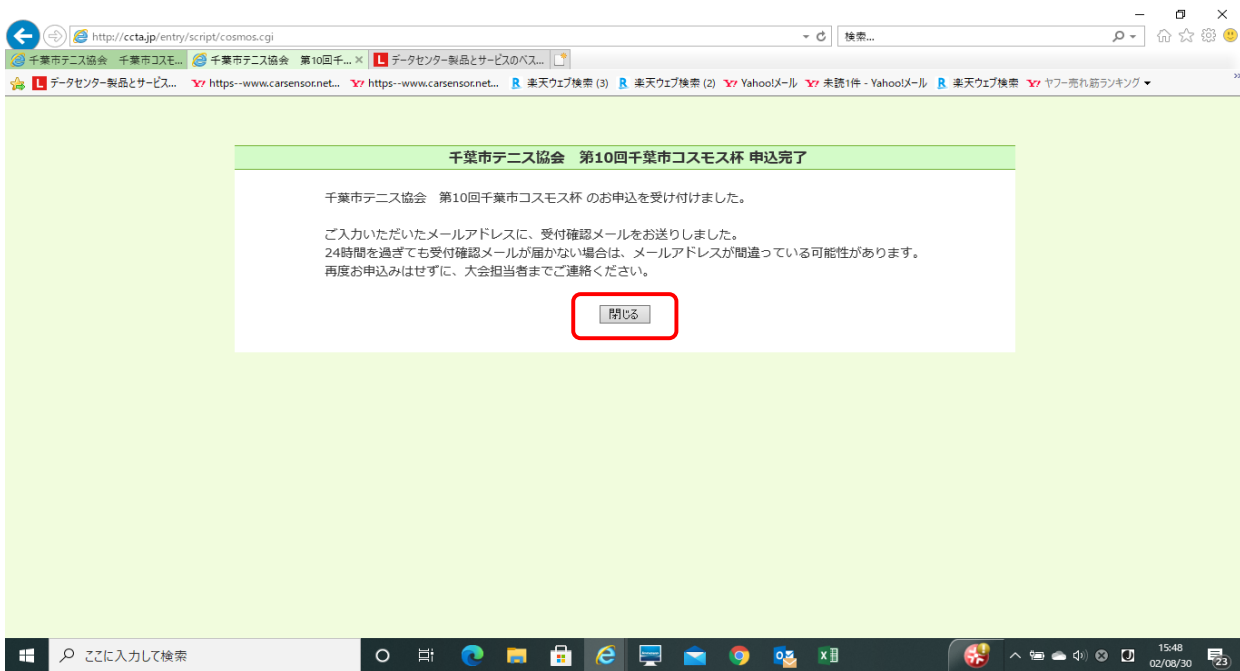 http://ccta.jp/entry/script/cosmos.cgi
検索...
千葉市テニス協会　千葉市コスモ...
千葉市テニス協会　第10回千...
L データセンター製品とサービスのベス...
L データセンター製品とサービス...
Y! https--www.carsensor.net...
Y! https--www.carsensor.net...
R 楽天ウェブ検索 (3)
R 楽天ウェブ検索 (2)
Y! Yahoo!メール
Y! 未読1件 - Yahoo!メール
R 楽天ウェブ検索
Y! ヤフー売れ筋ランキング
千葉市テニス協会　第10回千葉市コスモス杯 申込完了
千葉市テニス協会　第10回千葉市コスモス杯 のお申込を受け付けました。
ご入力いただいたメールアドレスに、受付確認メールをお送りしました。
24時間を過ぎても受付確認メールが届かない場合は、メールアドレスが間違っている可能性があります。
再度お申込みはせずに、大会担当者までご連絡ください。
閉じる
ここに入力して検索
15:48
02/08/30
23